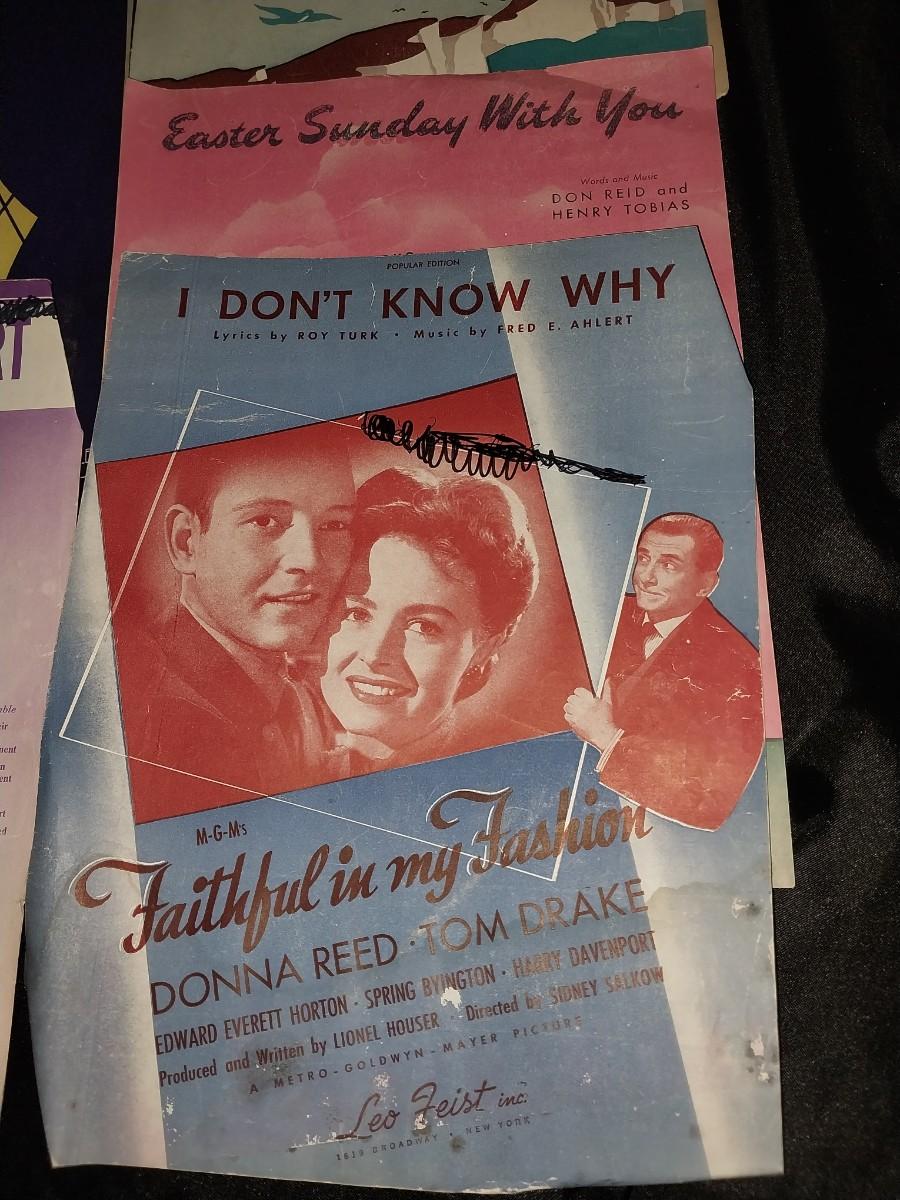 Easter Sunday With You
Words and Music
DON REID and
HENRY TOBIAS
POPULAR EDITION
I DON'T KNOW WHY
Lyrics by ROY TURK • Music by FRED E. AHLERT
M-G-M's
Faithful in my Fashion
DONNA REED • TOM DRAKE
EDWARD EVERETT HORTON • SPRING BYINGTON • HARRY DAVENPORT
Produced and Written by LIONEL HOUSER • Directed by SIDNEY SALKOW
A METRO-GOLDWYN-MAYER PICTURE
Leo Feist inc.
1619 BROADWAY • NEW YORK